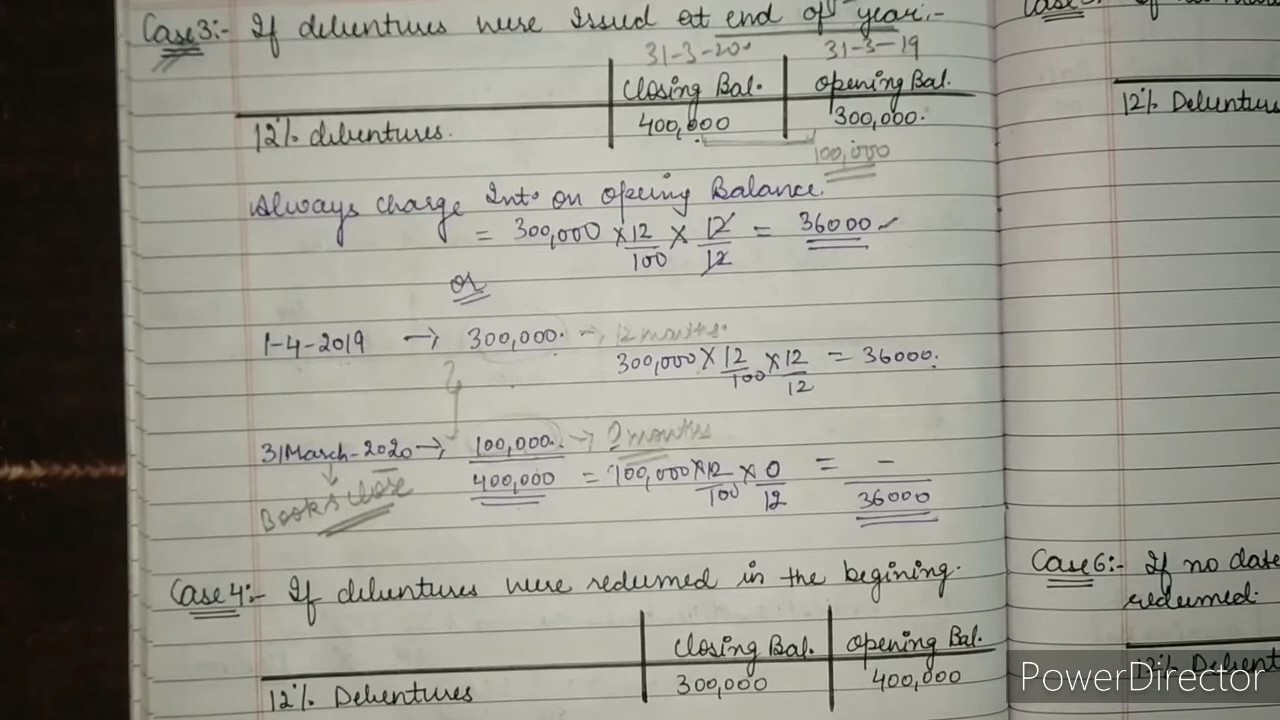 Case 3:- If debentures were Issued at end of year:-
31-3-20 31-3-19
Closing Bal. Opening Bal.
12% debentures. 400,000 300,000.
100,000
Always charge Int. on opening Balance.
= 300,000 × 12/100 × 12/12 = 36000
or
1-4-2019 → 300,000. → 12 months.
300,000 × 12/100 × 12/12 = 36000.
31 March-2020 → 100,000. → 0 months
400,000 = 100,000 × 12/100 × 0/12 = -
36000
Books close
Case 4:- If debentures were redeemed in the begining.
Closing Bal. Opening Bal.
12% Debentures 300,000 400,000
12% Debenture
Case 6:- If no date
redeemed.
12% Debent
PowerDirector